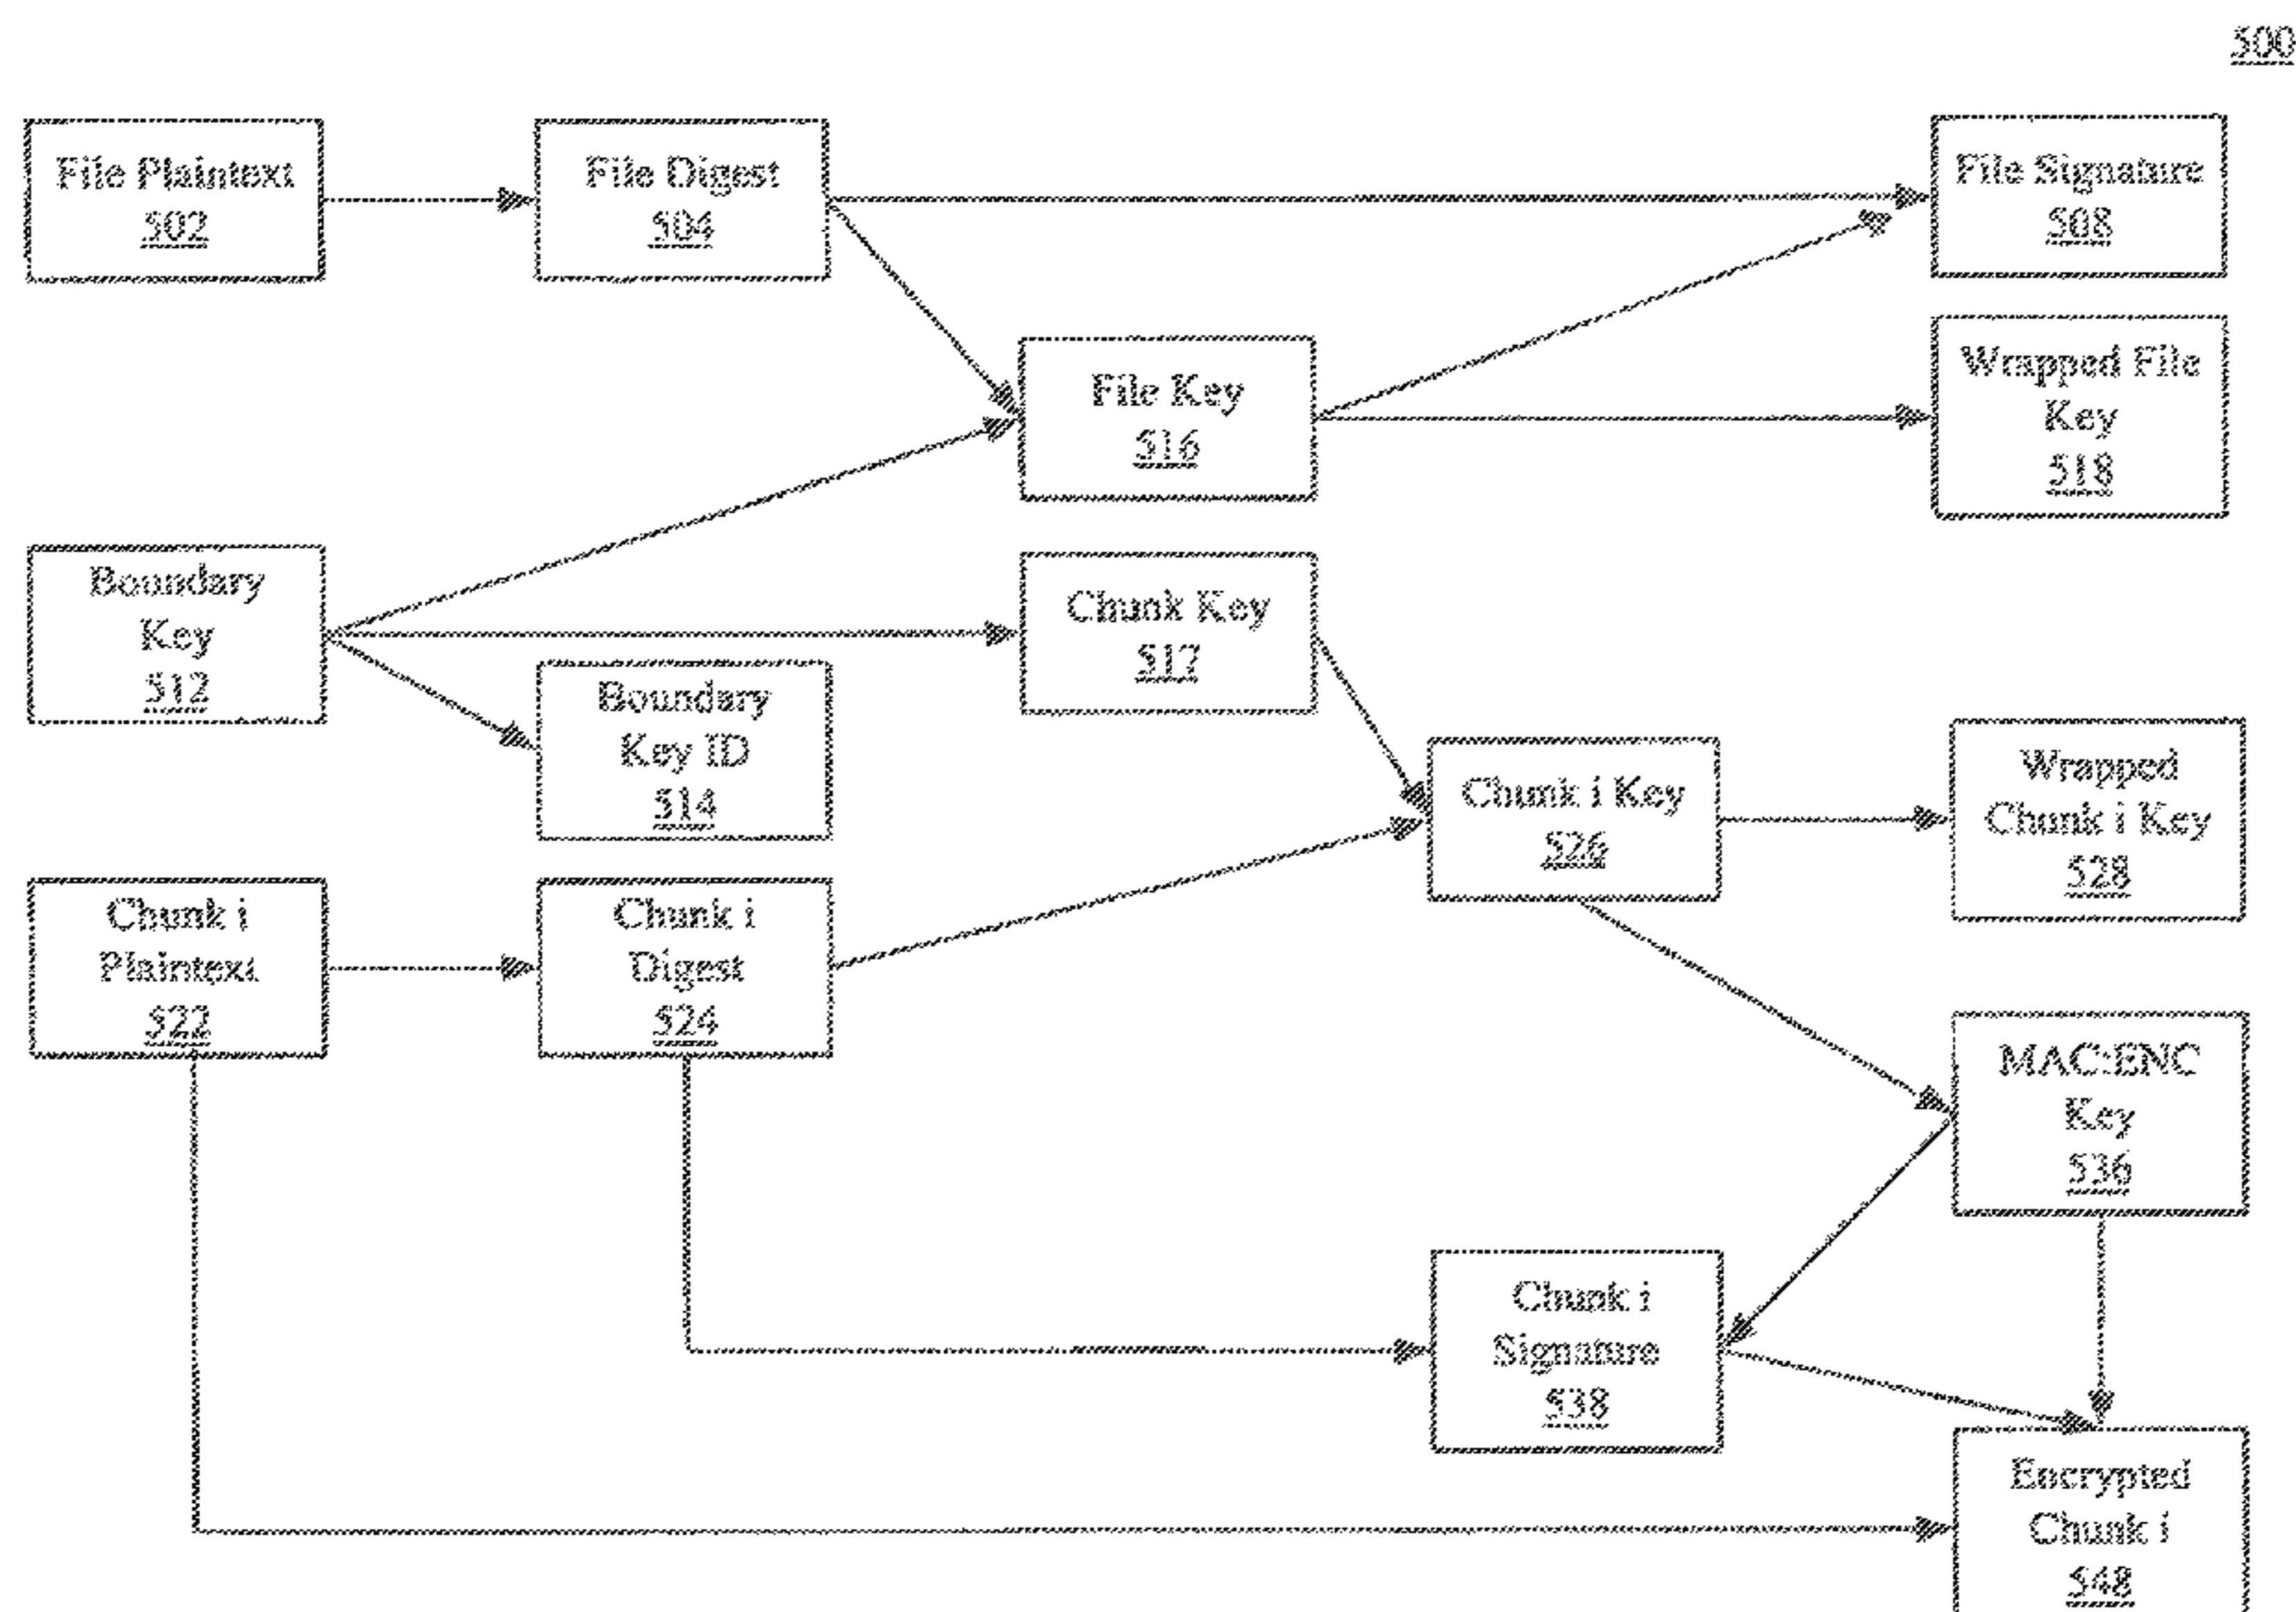 500
File Plaintext
502
File Digest
504
File Signature
508
File Key
516
Wrapped File
Key
518
Boundary
Key
512
Chunk Key
517
Boundary
Key ID
514
Chunk i Key
526
Wrapped
Chunk i Key
528
Chunk i
Plaintext
522
Chunk i
Digest
524
MAC:ENC
Key
536
Chunk i
Signature
538
Encrypted
Chunk i
548